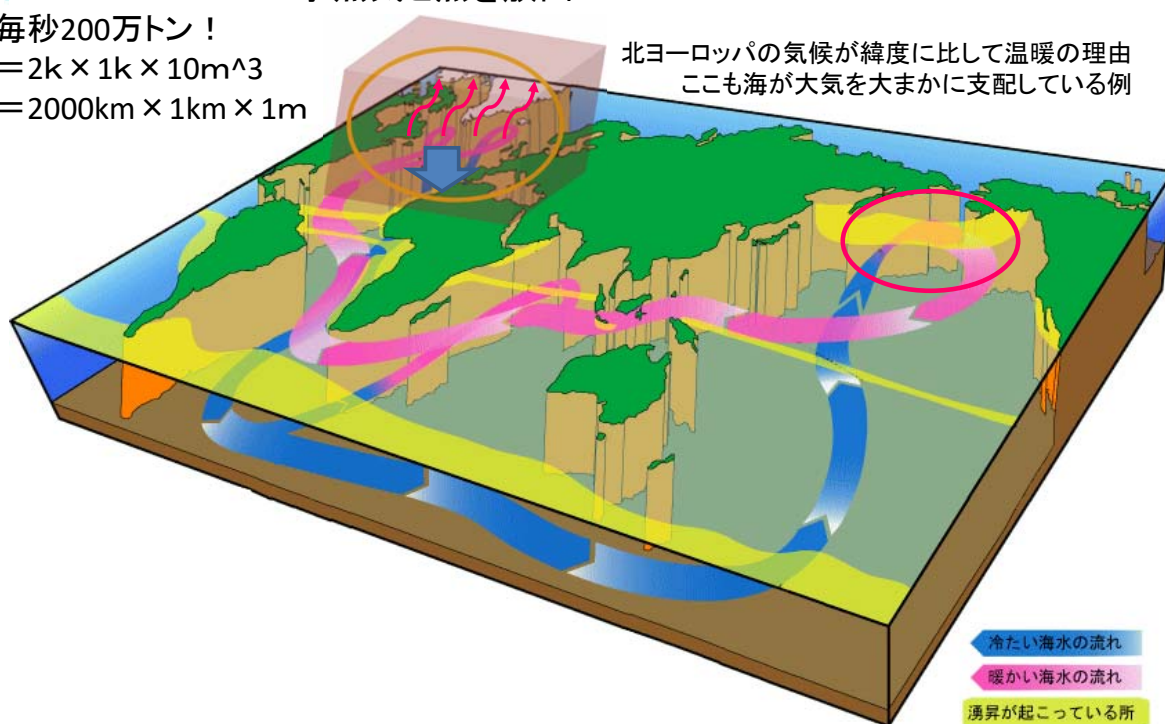 毎秒200万トン！
＝2k×1k×10m^3
＝2000km×1km×1m
北ヨーロッパの気候が緯度に比して温暖の理由
ここも海が大気を大まかに支配している例
冷たい海水の流れ
暖かい海水の流れ
湧昇が起こっている所